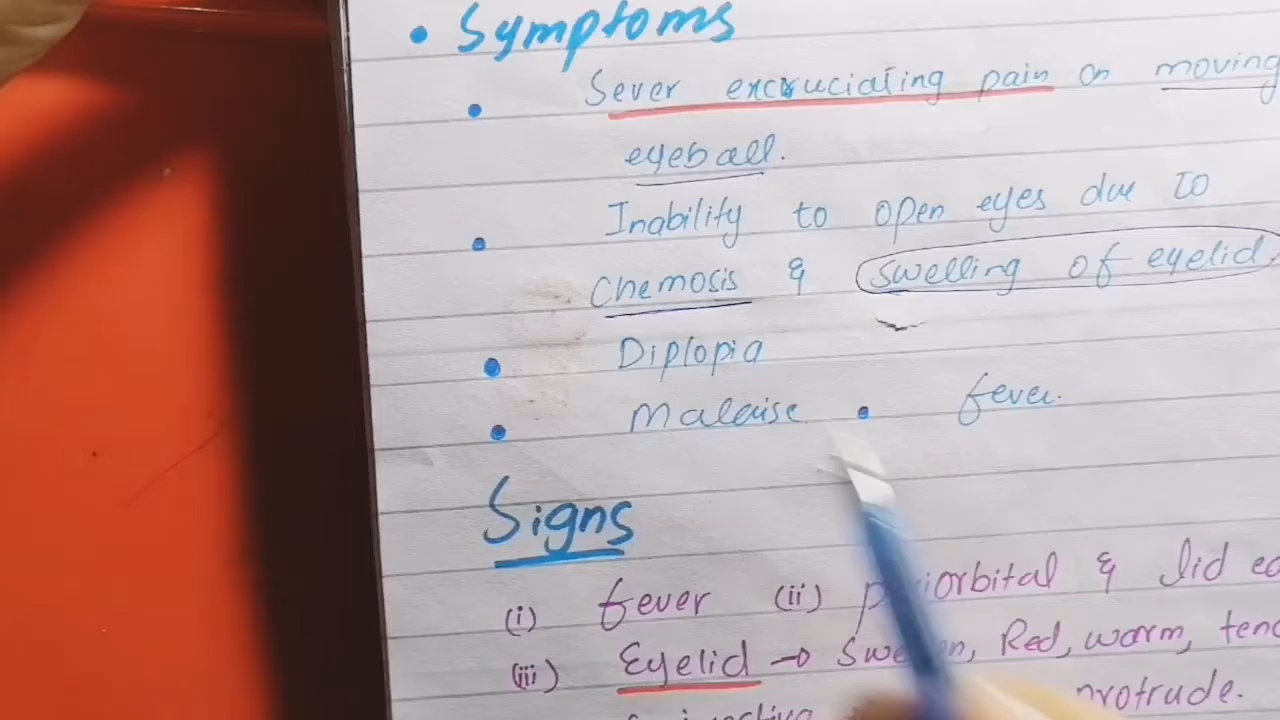 • Symptoms
• Sever excruciating pain on moving
eyeball.
• Inability to open eyes due to
Chemosis & swelling of eyelid.
• Diplopia
• Malaise • fever.
Signs
(i) fever (ii) & lid
(iii) Eyelid → Red, warm,
protrude.